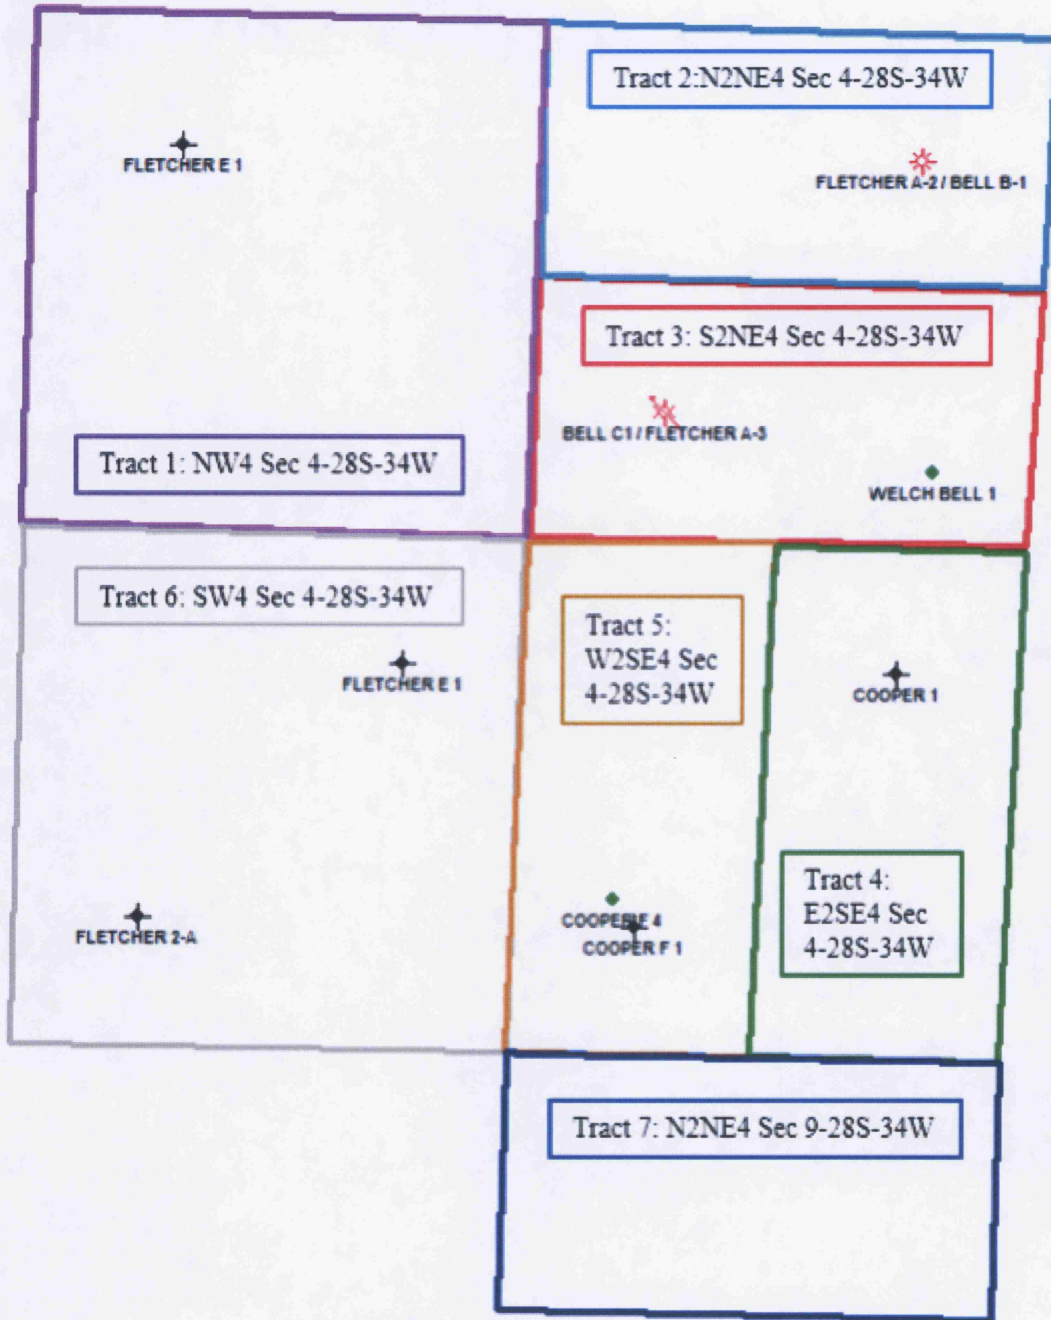 Tract 2:N2NE4 Sec 4-28S-34W
FLETCHER E 1
FLETCHER A-2 / BELL B-1
Tract 3: S2NE4 Sec 4-28S-34W
BELL C1 / FLETCHER A-3
Tract 1: NW4 Sec 4-28S-34W
WELCH BELL 1
Tract 6: SW4 Sec 4-28S-34W
FLETCHER E 1
Tract 5:
W2SE4 Sec
4-28S-34W
COOPER 1
Tract 4:
E2SE4 Sec
4-28S-34W
FLETCHER 2-A
4
COOPER F 1
Tract 7: N2NE4 Sec 9-28S-34W